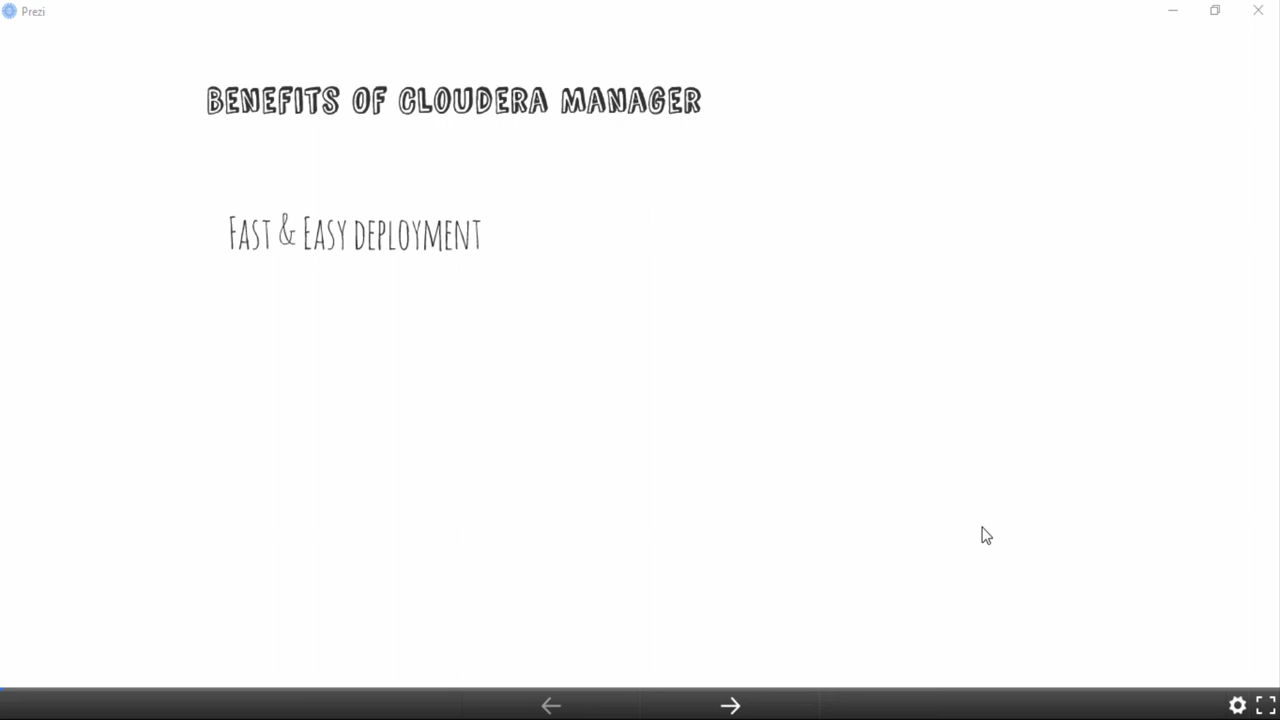 Prezi
BENEFITS OF CLOUDERA MANAGER
FAST & EASY DEPLOYMENT